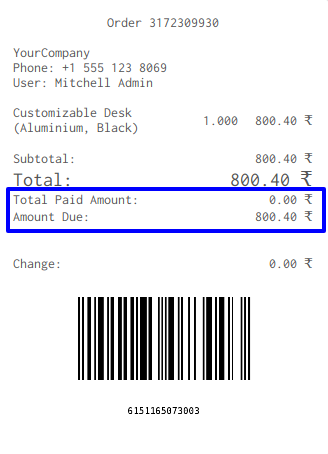 Order 3172309930
YourCompany
Phone: +1 555 123 8069
User: Mitchell Admin
Customizable Desk (Aluminium, Black) 1.000 800.40 ₹
Subtotal: 800.40 ₹
Total: 800.40 ₹
Total Paid Amount: 0.00 ₹
Amount Due: 800.40 ₹
Change: 0.00 ₹
6151165073003